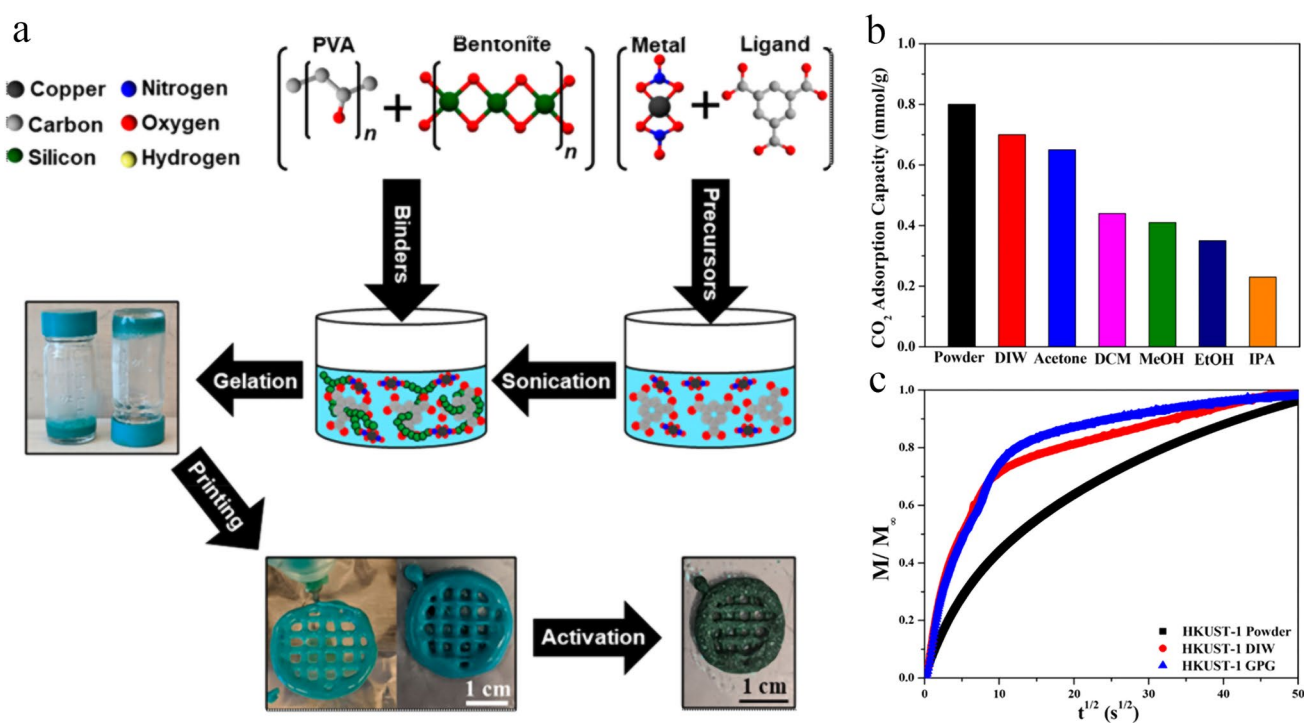 a
PVA
Bentonite
Metal
Ligand
Copper
Nitrogen
Carbon
Oxygen
Silicon
Hydrogen
n
n
Binders
Precursors
Gelation
Sonication
Printing
1 cm
Activation
1 cm
b
CO2 Adsorption Capacity (mmol/g)
1.0
0.8
0.6
0.4
0.2
0.0
Powder DIW Acetone DCM MeOH EtOH IPA
c
M/ M∞
1.0
0.8
0.6
0.4
0.2
0.0
HKUST-1 Powder
HKUST-1 DIW
HKUST-1 GPG
0 10 20 30 40 50
t^1/2 (s^1/2)